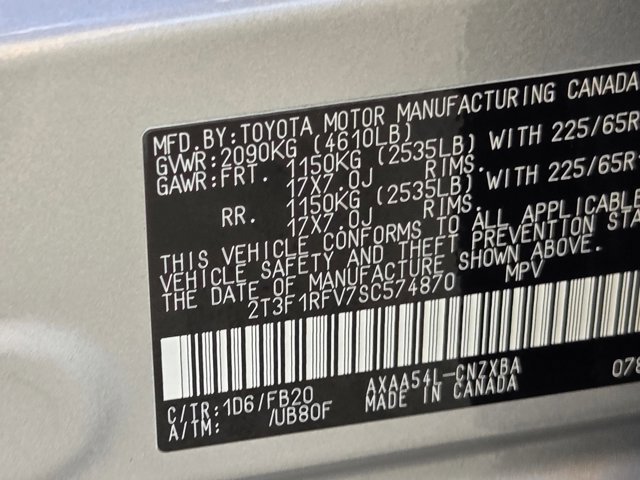 MFD.BY:TOYOTA MOTOR MANUFACTURING CANADA
GVWR:2090KG (4610LB)
GAWR:FRT. 1150KG (2535LB) WITH 225/65R
17X7.0J RIMS.
RR. 1150KG (2535LB) WITH 225/65R
17X7.0J RIMS.
THIS VEHICLE CONFORMS TO ALL APPLICABLE
VEHICLE SAFETY AND THEFT PREVENTION STA
THE DATE OF MANUFACTURE SHOWN ABOVE.
2T3F1RFV7SC574870 MPV
C/TR:1D6/FB20 AXAA54L-CNZXBA 078
A/TM: /UB80F MADE IN CANADA